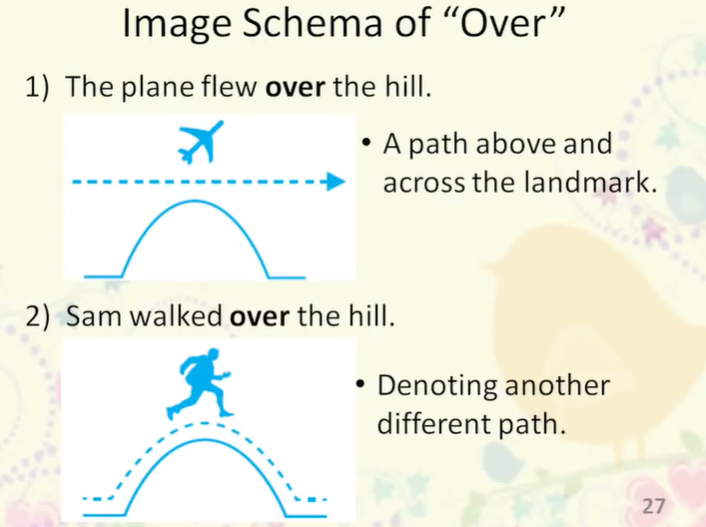 Image Schema of “Over”
1) The plane flew over the hill.
• A path above and
across the landmark.
2) Sam walked over the hill.
• Denoting another
different path.
27